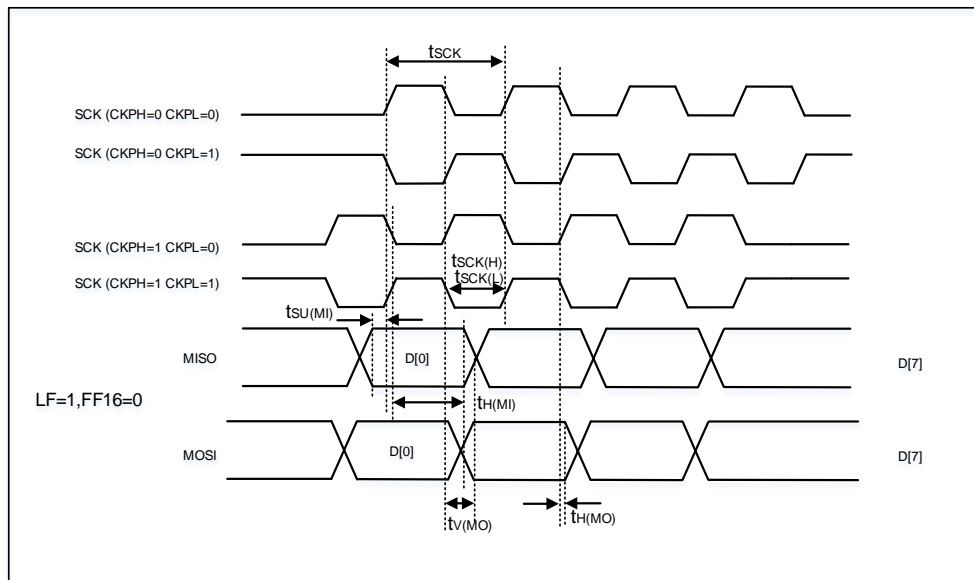 tSCK
SCK (CKPH=0 CKPL=0)
SCK (CKPH=0 CKPL=1)
SCK (CKPH=1 CKPL=0)
tSCK(H)
tSCK(L)
SCK (CKPH=1 CKPL=1)
tSU(MI)
MISO
D[0]
D[7]
LF=1,FF16=0
tH(MI)
MOSI
D[0]
D[7]
tV(MO)
tH(MO)